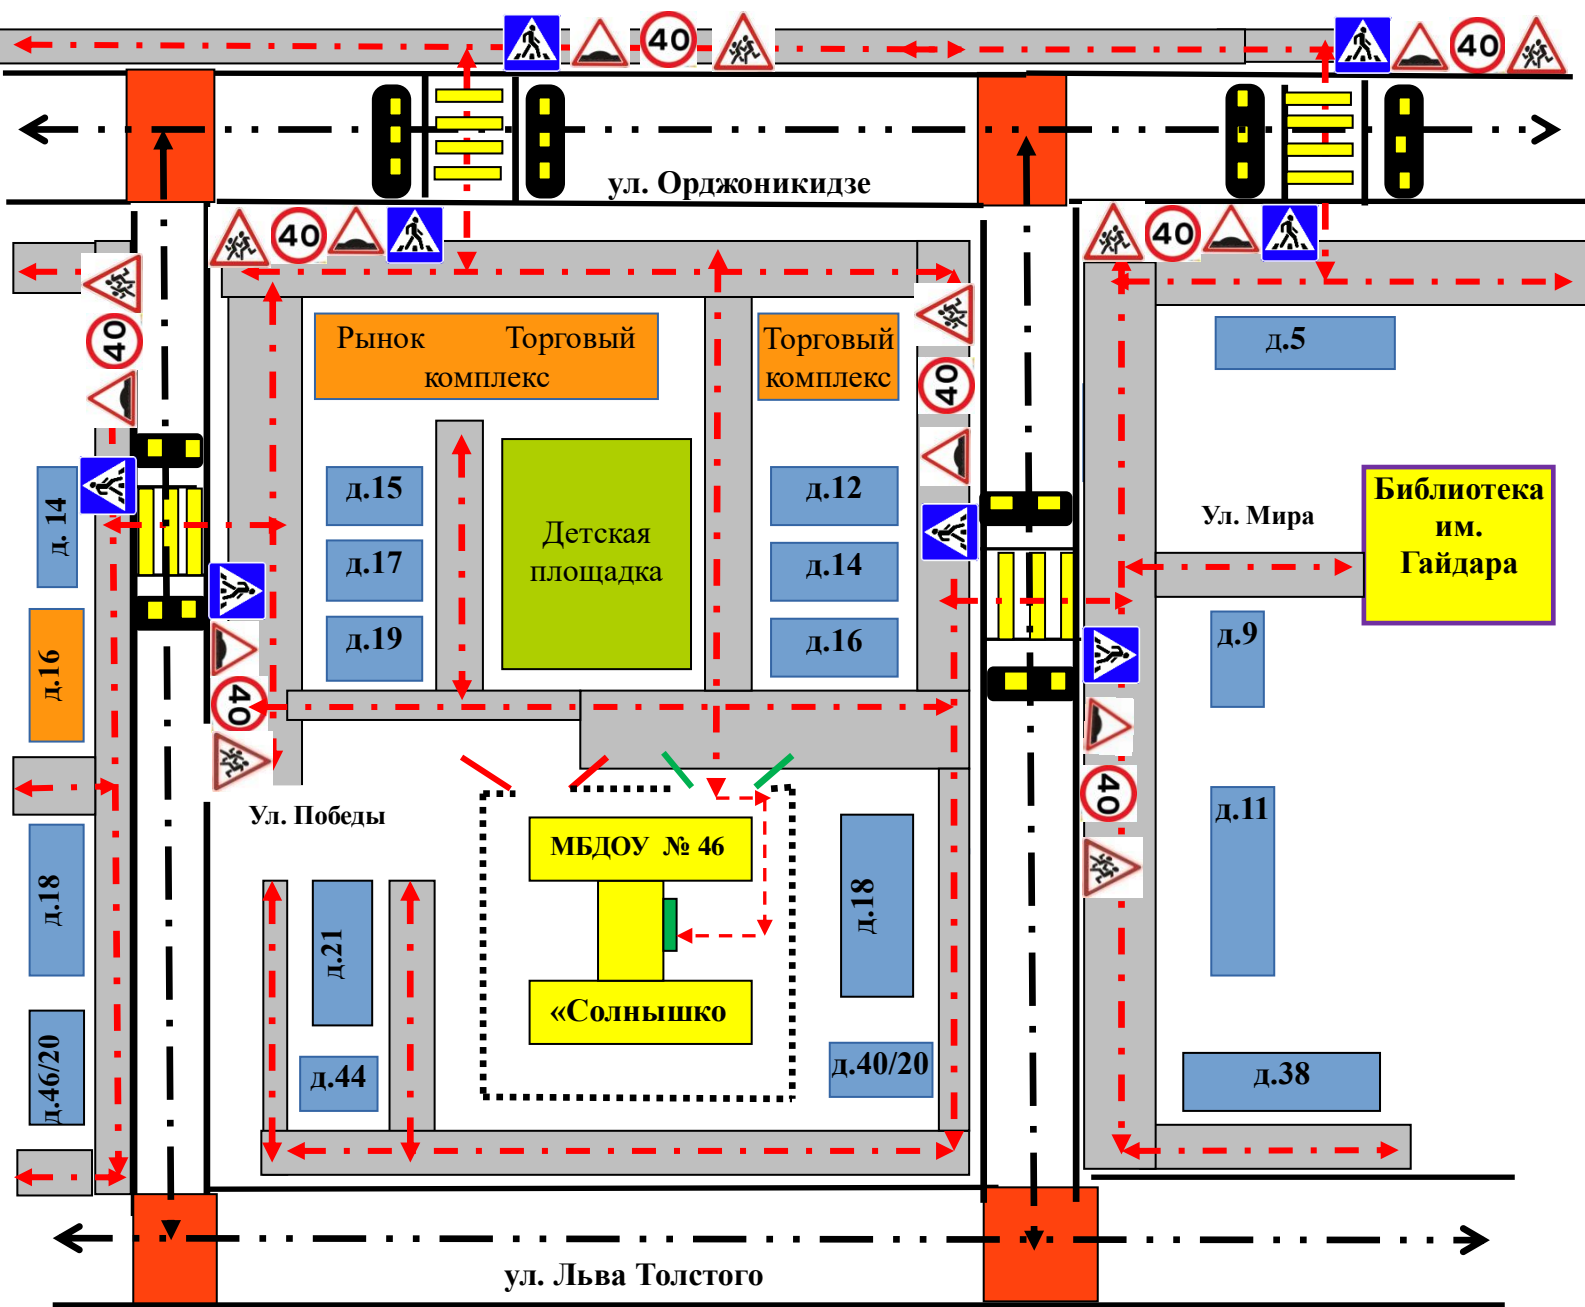 40
40
ул. Орджоникидзе
40
40
40
40
Рынок Торговый
комплекс
Торговый
комплекс
д.5
д.15
д.12
д. 14
Детская
площадка
Ул. Мира
Библиотека
им.
Гайдара
д.17
д.14
д.19
д.16
д.9
д.16
40
40
Ул. Победы
МБДОУ № 46
д.11
д.18
д.18
д.21
«Солнышко
д.46/20
д.44
д.40/20
д.38
ул. Льва Толстого